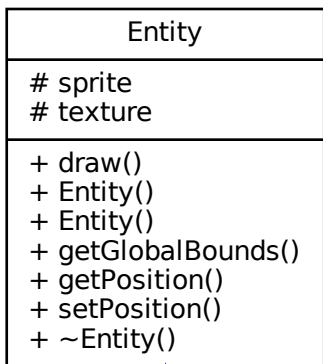 Entity
# sprite
# texture
+ draw()
+ Entity()
+ Entity()
+ getGlobalBounds()
+ getPosition()
+ setPosition()
+ ~Entity()